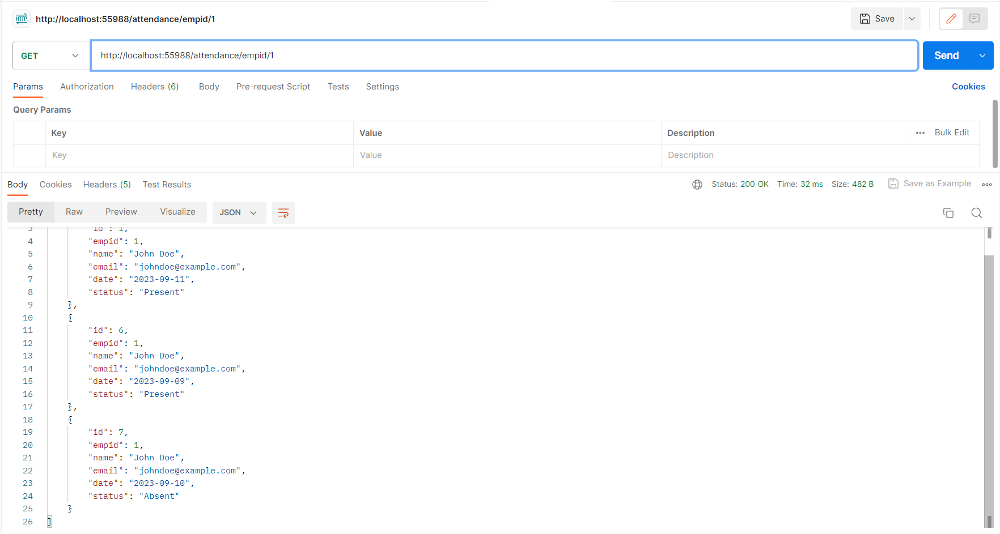 HTTP http://localhost:55988/attendance/empid/1 Save
GET http://localhost:55988/attendance/empid/1 Send
Params Authorization Headers (6) Body Pre-request Script Tests Settings Cookies
Query Params
Key Value Description Bulk Edit
Key Value Description
Body Cookies Headers (5) Test Results Status: 200 OK Time: 32 ms Size: 482 B Save as Example
Pretty Raw Preview Visualize JSON
3 "id": 1,
4 "empid": 1,
5 "name": "John Doe",
6 "email": "johndoe@example.com",
7 "date": "2023-09-11",
8 "status": "Present"
9 },
10 {
11 "id": 6,
12 "empid": 1,
13 "name": "John Doe",
14 "email": "johndoe@example.com",
15 "date": "2023-09-09",
16 "status": "Present"
17 },
18 {
19 "id": 7,
20 "empid": 1,
21 "name": "John Doe",
22 "email": "johndoe@example.com",
23 "date": "2023-09-10",
24 "status": "Absent"
25 }
26 ]